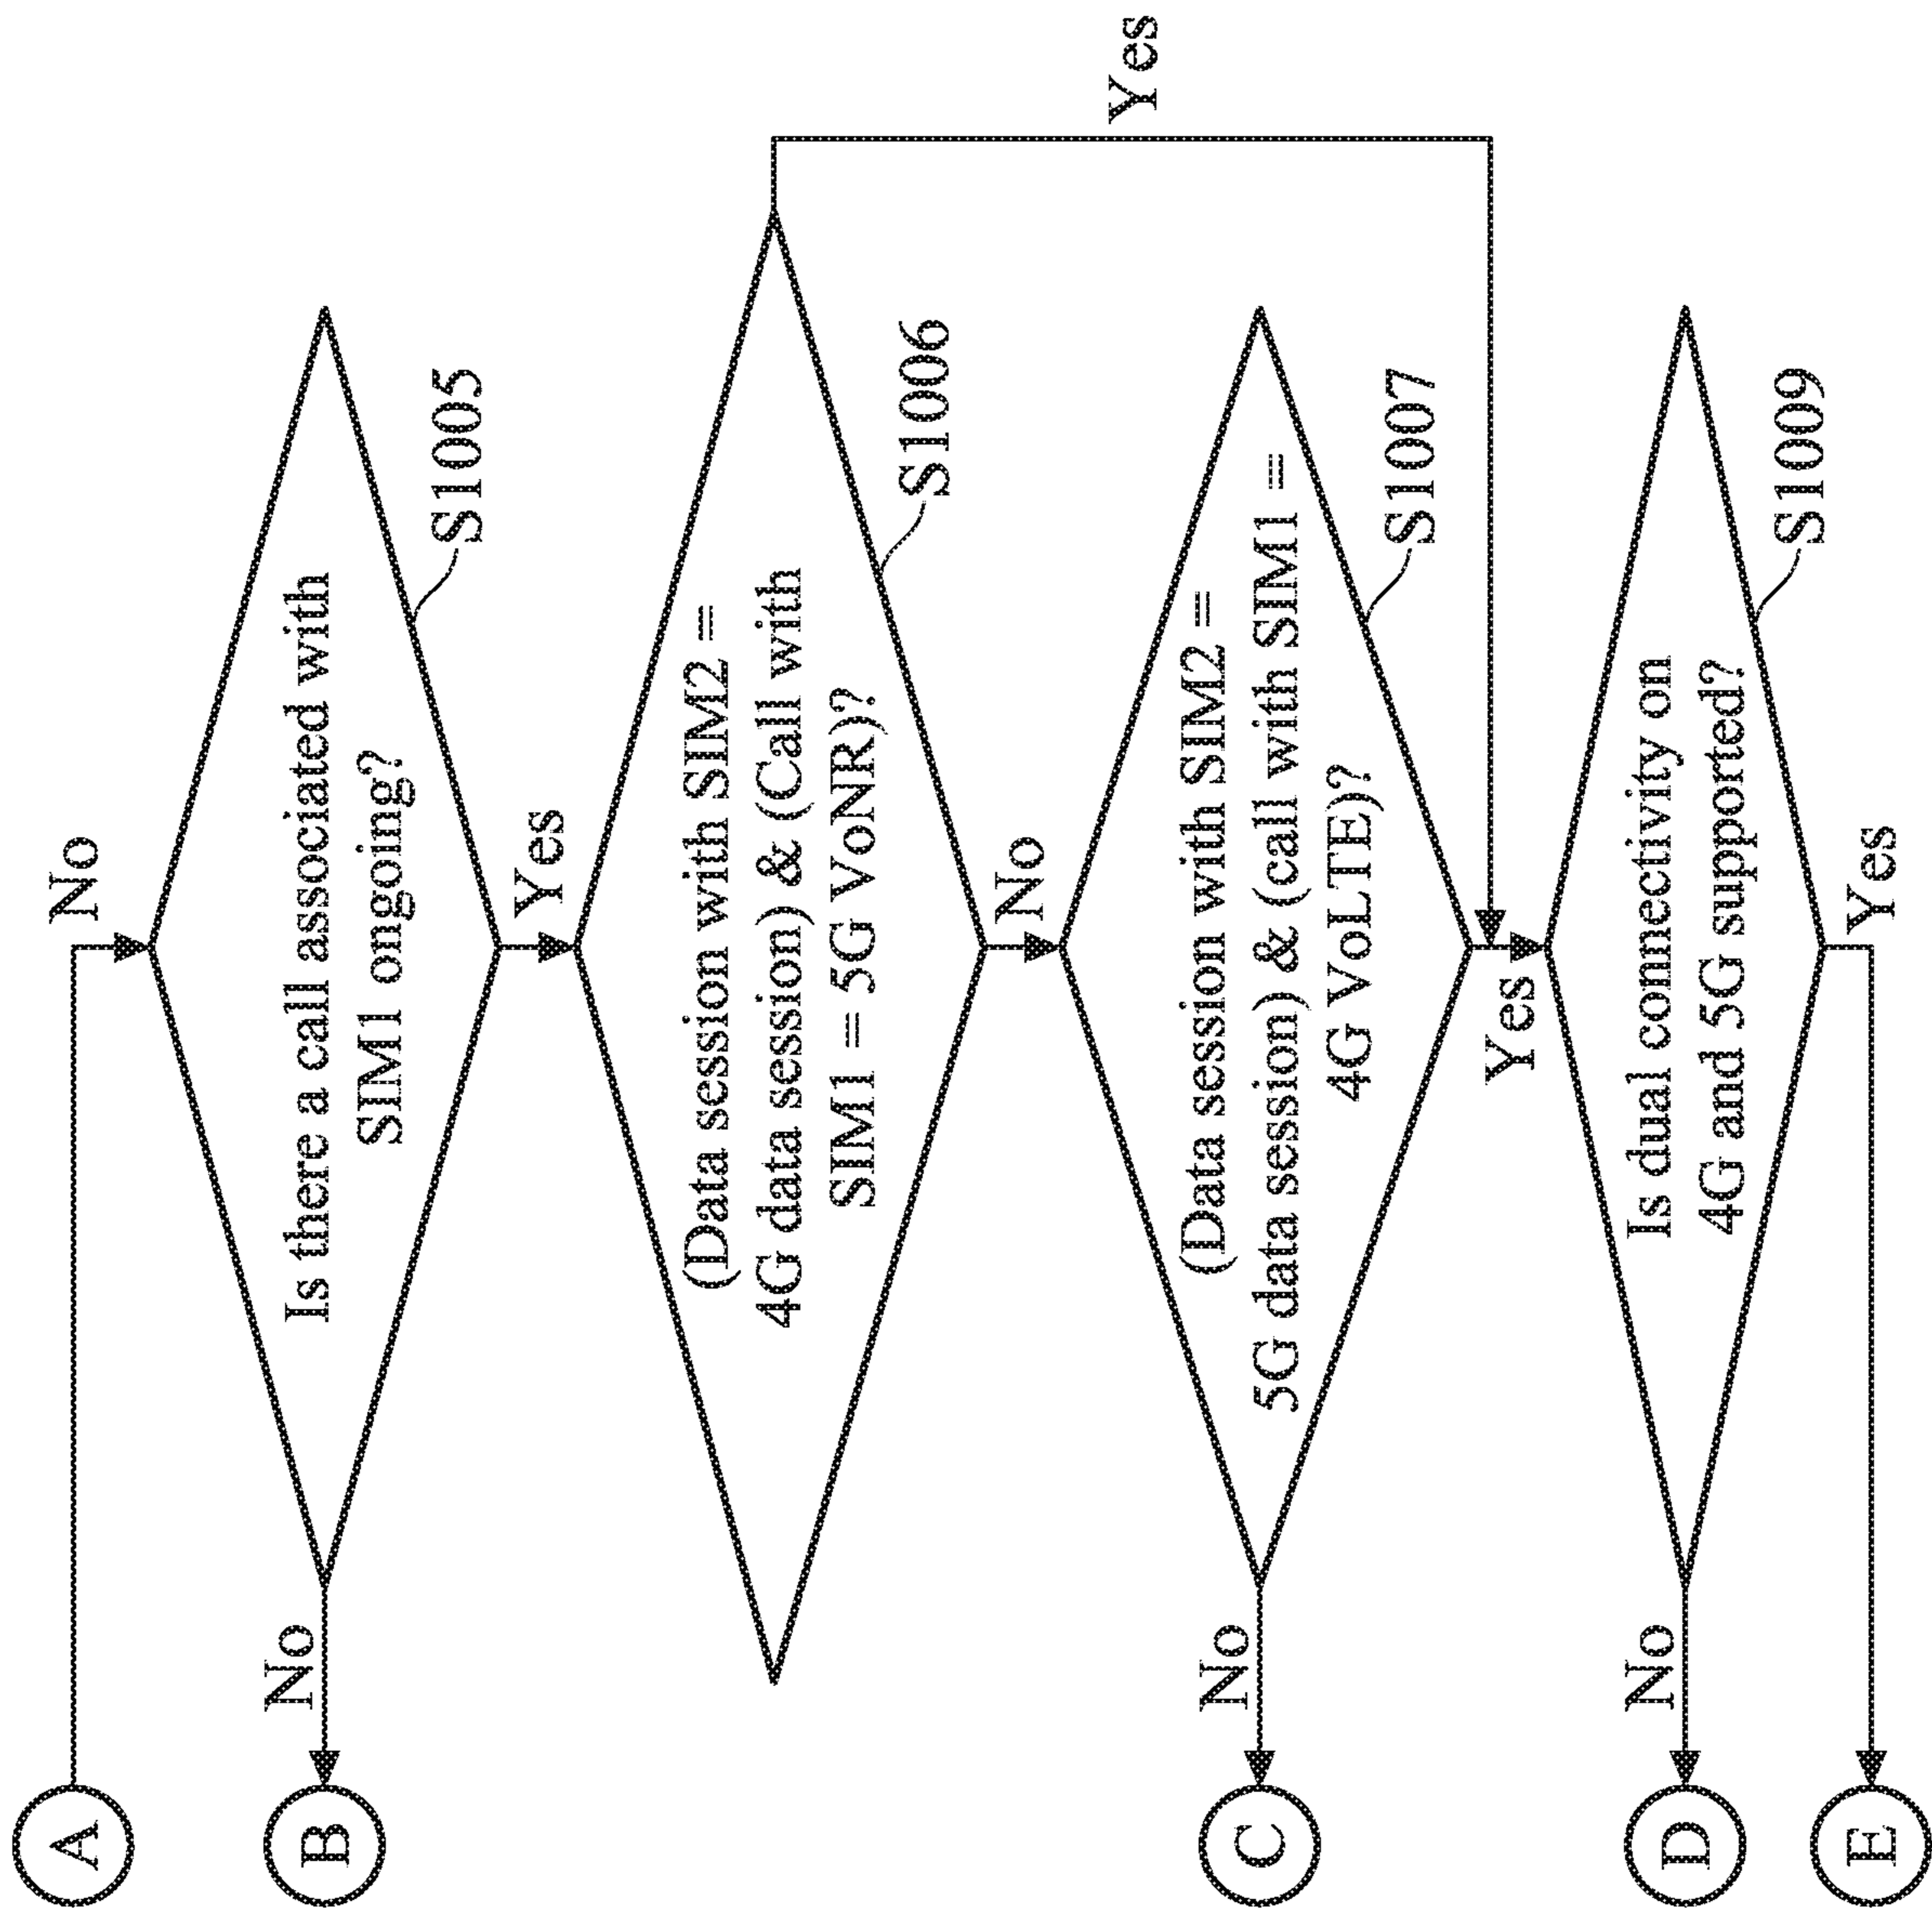 A
No
Is there a call associated with
SIM1 ongoing?
S1005
No
B
Yes
(Data session with SIM2 =
4G data session) & (Call with
SIM1 = 5G VoNR)?
S1006
Yes
No
(Data session with SIM2 =
5G data session) & (call with SIM1 =
4G VoLTE)?
S1007
No
C
Yes
Is dual connectivity on
4G and 5G supported?
S1009
No
D
Yes
E